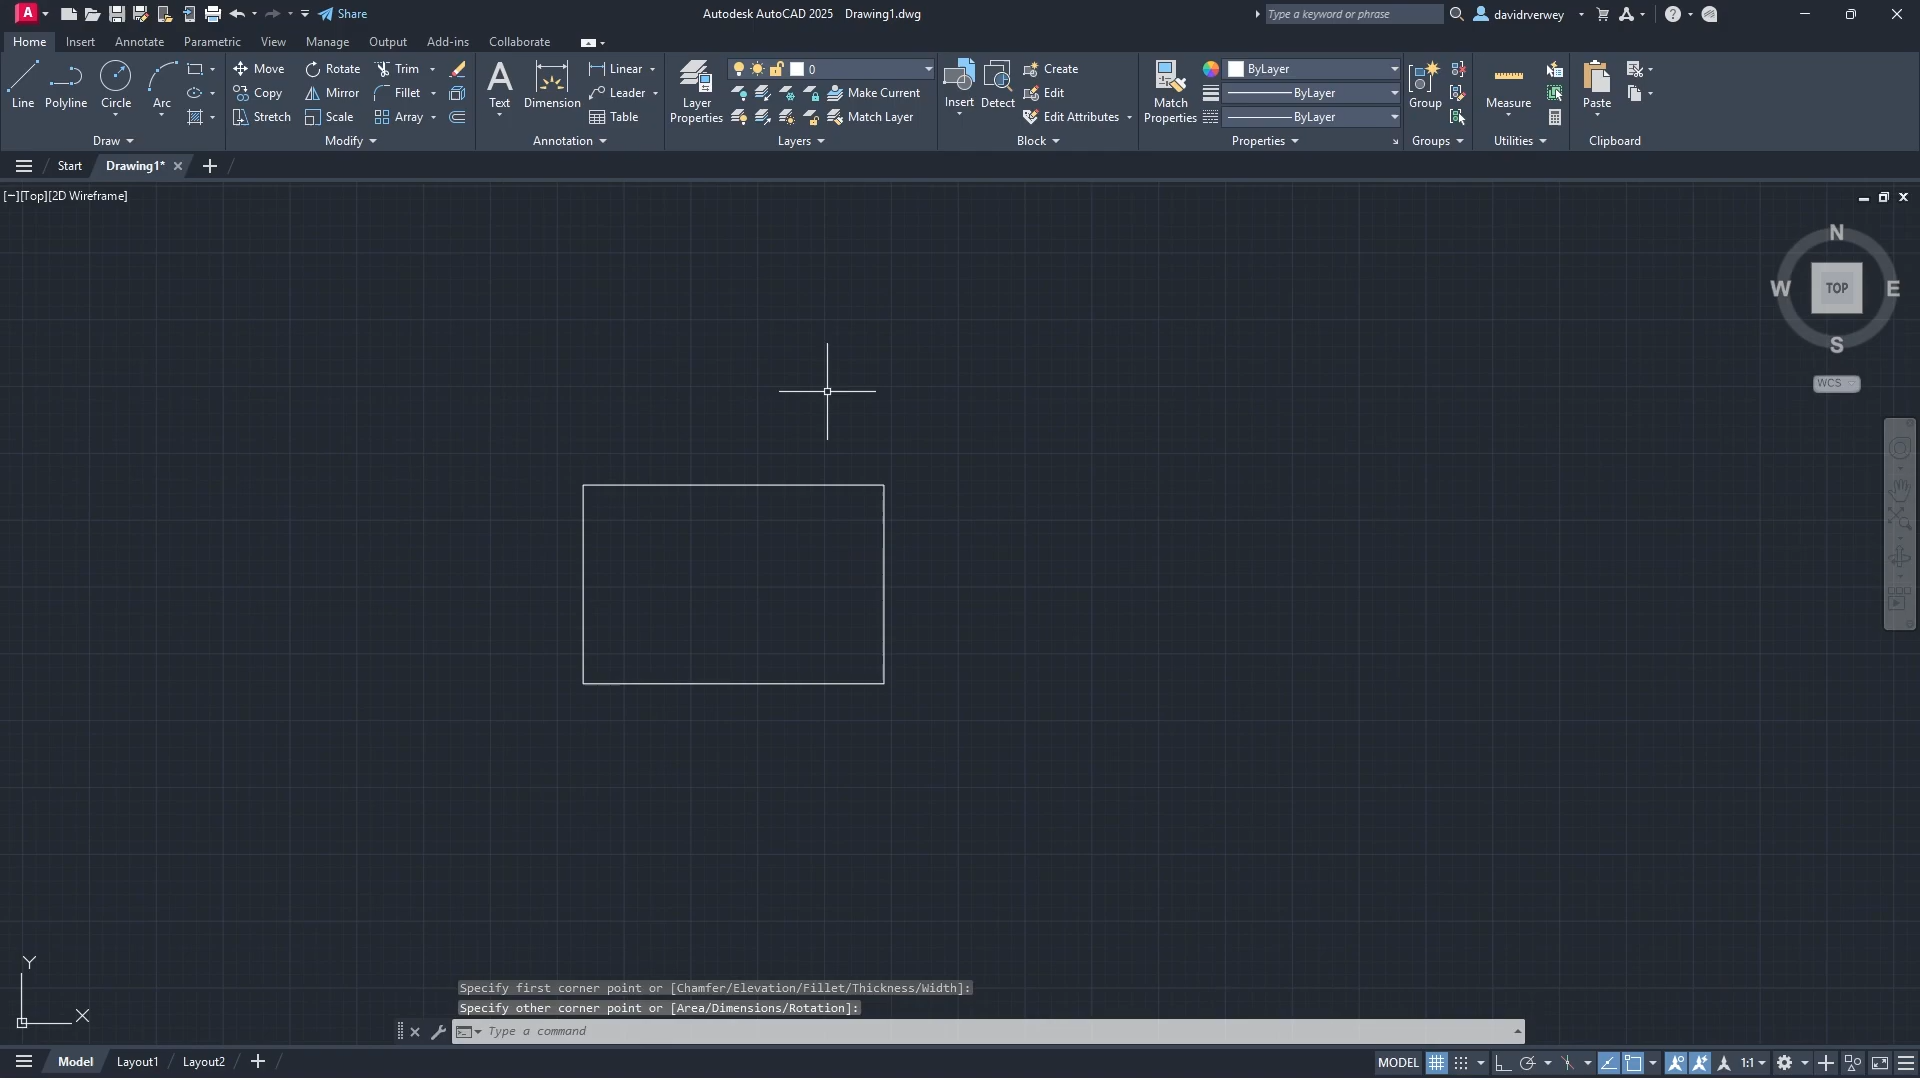 A
Share
Autodesk AutoCAD 2025 Drawing1.dwg
Type a keyword or phrase
davidrverwey
Home Insert Annotate Parametric View Manage Output Add-ins Collaborate
Line Polyline Circle Arc
Move Rotate Trim
Copy Mirror Fillet
Stretch Scale Array
Text Dimension
Linear
Leader
Table
Layer Properties
0
Make Current
Match Layer
Insert Detect
Create
Edit
Edit Attributes
Match Properties
ByLayer
ByLayer
ByLayer
Group
Measure
Paste
Draw Modify Annotation Layers Block Properties Groups Utilities Clipboard
Start Drawing1*
[−][Top][2D Wireframe]
N
W TOP E
S
WCS
Y
X
Specify first corner point or [Chamfer/Elevation/Fillet/Thickness/Width]:
Specify other corner point or [Area/Dimensions/Rotation]:
Type a command
Model Layout1 Layout2
MODEL 1:1